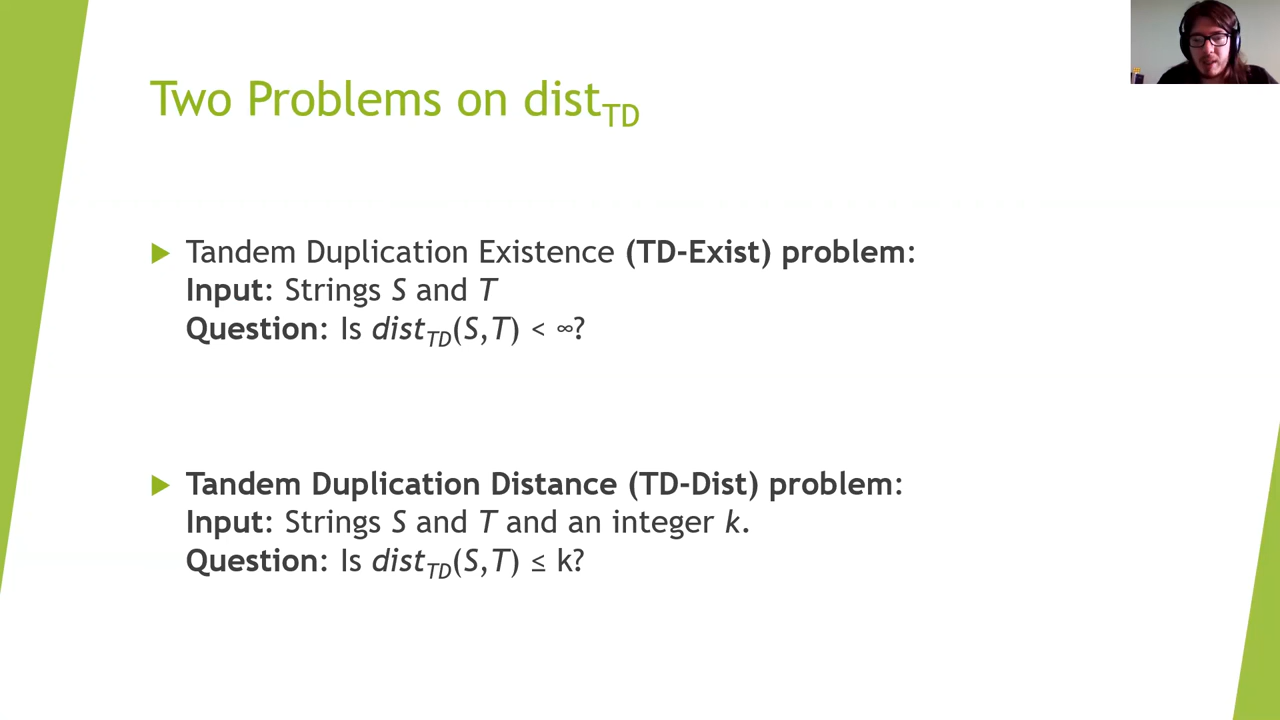 Two Problems on dist_TD
Tandem Duplication Existence (TD-Exist) problem:
Input: Strings S and T
Question: Is dist_TD(S,T) < ∞?
Tandem Duplication Distance (TD-Dist) problem:
Input: Strings S and T and an integer k.
Question: Is dist_TD(S,T) ≤ k?